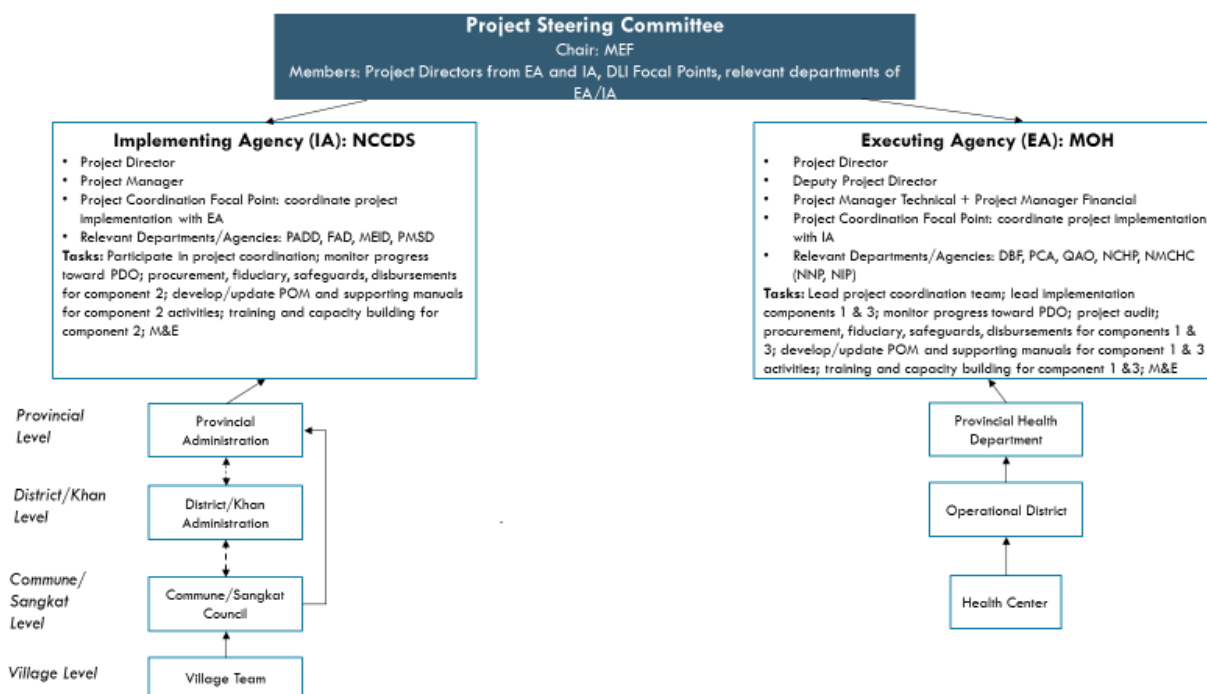 Project Steering Committee
Chair: MEF
Members: Project Directors from EA and IA, DLI Focal Points, relevant departments of
EA/IA
Implementing Agency (IA): NCCDS
• Project Director
• Project Manager
• Project Coordination Focal Point: coordinate project
implementation with EA
• Relevant Departments/Agencies: PADD, FAD, MEID, PMSD
Tasks: Participate in project coordination; monitor progress
toward PDO; procurement, fiduciary, safeguards, disbursements
for component 2; develop/update POM and supporting manuals
for component 2 activities; training and capacity building for
component 2; M&E
Executing Agency (EA): MOH
• Project Director
• Deputy Project Director
• Project Manager Technical + Project Manager Financial
• Project Coordination Focal Point: coordinate project implementation
with IA
• Relevant Departments/Agencies: DBF, PCA, QAO, NCHP, NMCHC
(NNP, NIP)
Tasks: Lead project coordination team; lead implementation
components 1 & 3; monitor progress toward PDO; project audit;
procurement, fiduciary, safeguards, disbursements for components 1 &
3; develop/update POM and supporting manuals for component 1 & 3
activities; training and capacity building for component 1 &3; M&E
Provincial
Level
Provincial
Administration
Provincial Health
Department
District/Khan
Level
District/Khan
Administration
Operational District
Commune/
Sangkat
Level
Commune/Sangkat
Council
Health Center
Village Level
Village Team